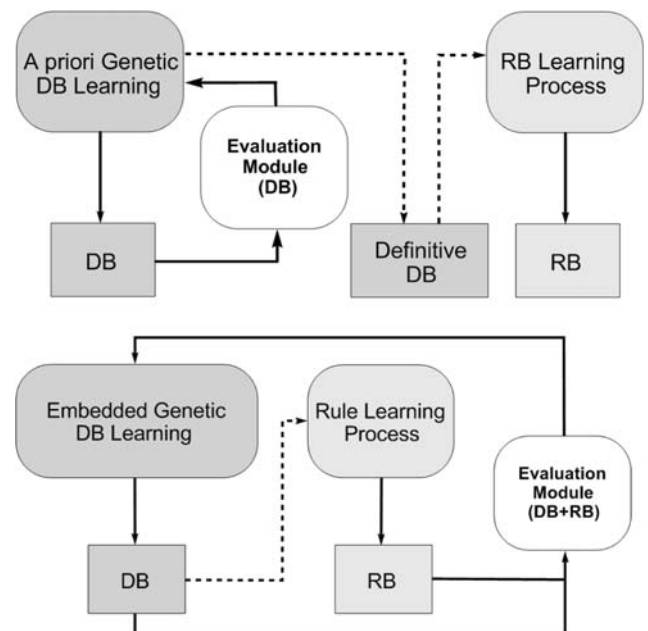 A priori Genetic
DB Learning
RB Learning
Process
Evaluation
Module
(DB)
DB
Definitive
DB
RB
Embedded Genetic
DB Learning
Rule Learning
Process
Evaluation
Module
(DB+RB)
DB
RB